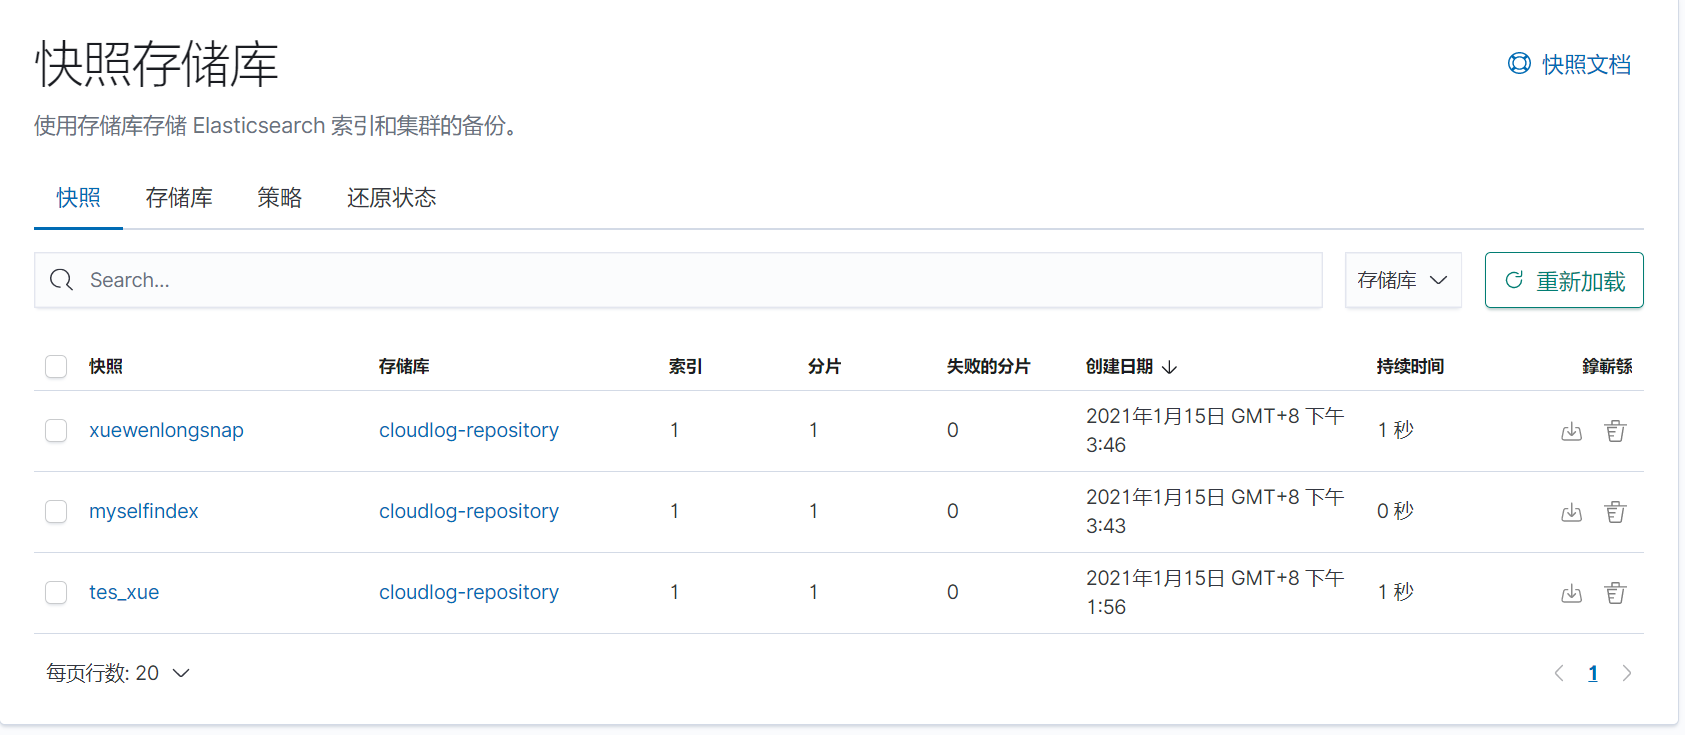 快照存储库
快照文档
使用存储库存储 Elasticsearch 索引和集群的备份。
快照 存储库 策略 还原状态
Search... 存储库 重新加载
快照 存储库 索引 分片 失败的分片 创建日期 持续时间
xuewenlongsnap cloudlog-repository 1 1 0 2021年1月15日 GMT+8 下午 3:46 1 秒
myselfindex cloudlog-repository 1 1 0 2021年1月15日 GMT+8 下午 3:43 0 秒
tes_xue cloudlog-repository 1 1 0 2021年1月15日 GMT+8 下午 1:56 1 秒
每页行数: 20 1